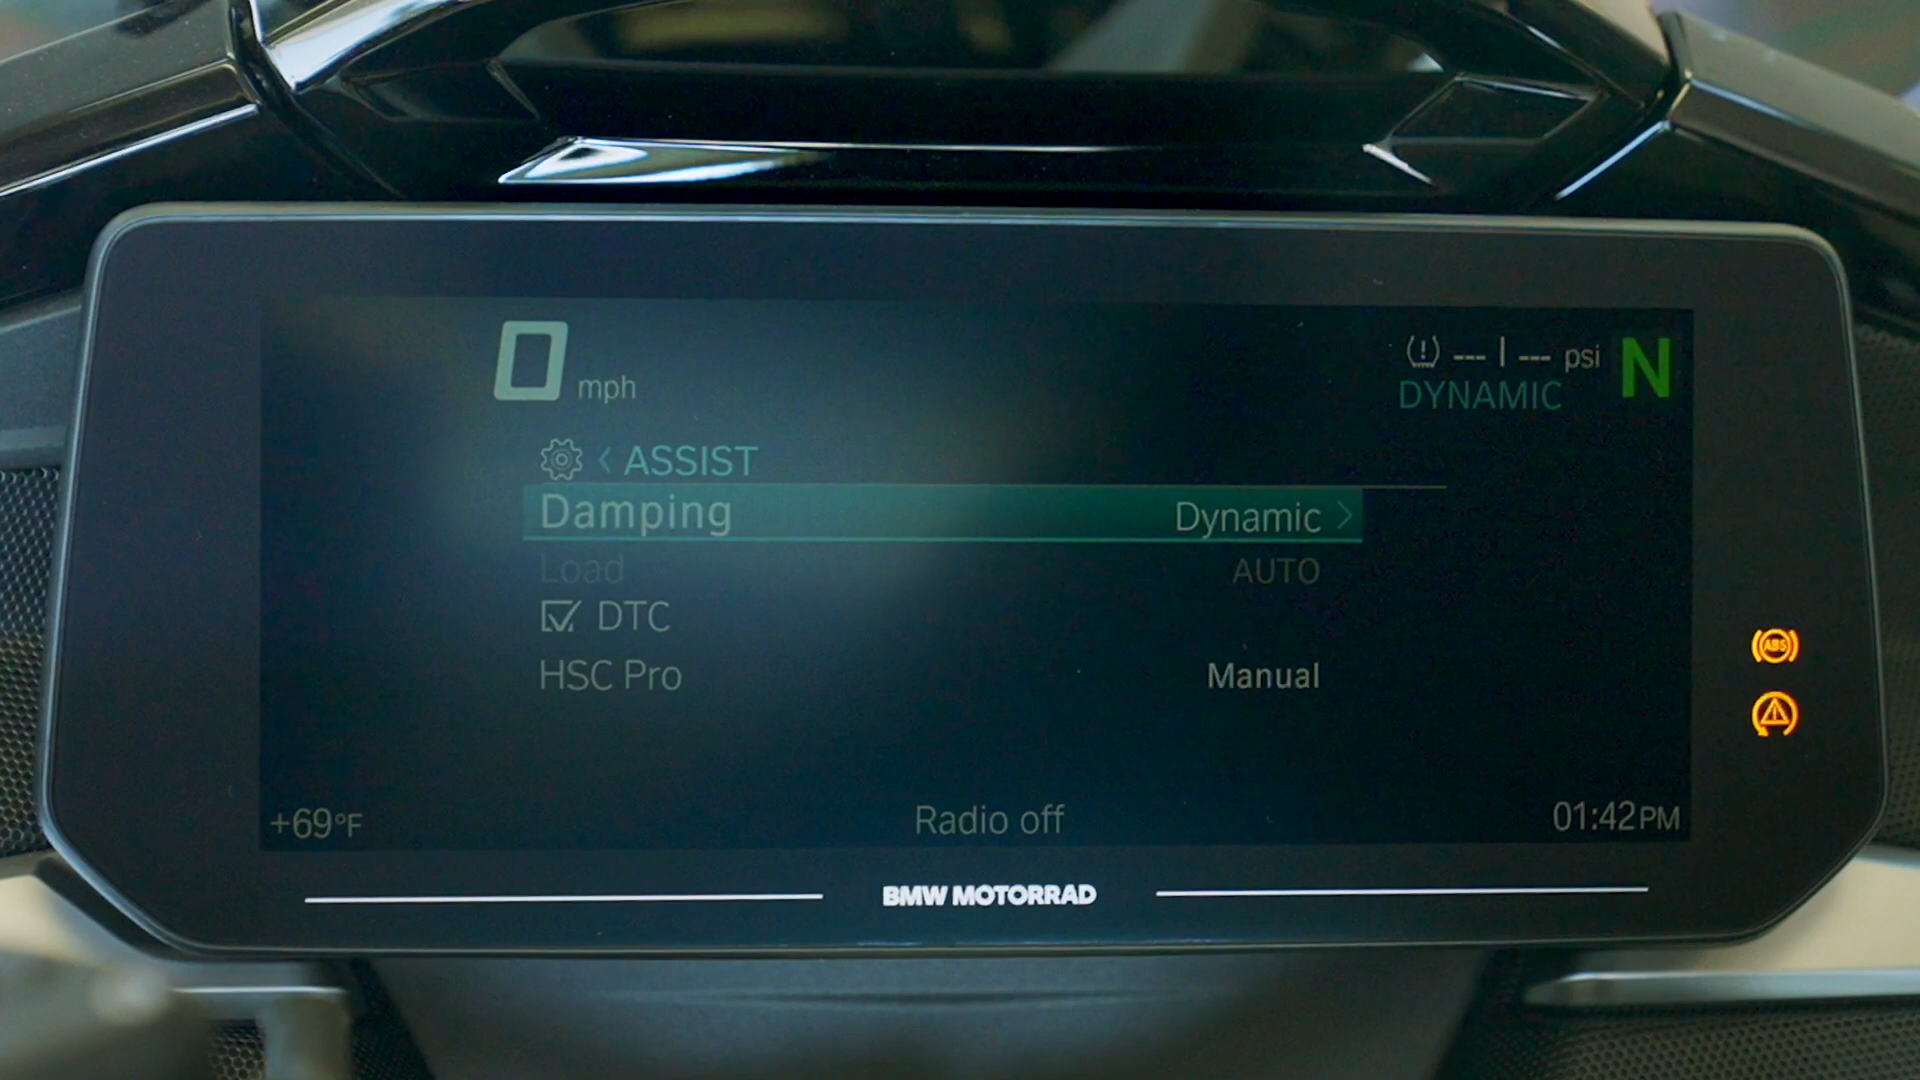 0 mph
--- | --- psi
N
DYNAMIC
< ASSIST
Damping Dynamic >
Load AUTO
DTC
HSC Pro Manual
ABS
+69°F
Radio off
01:42PM
BMW MOTORRAD